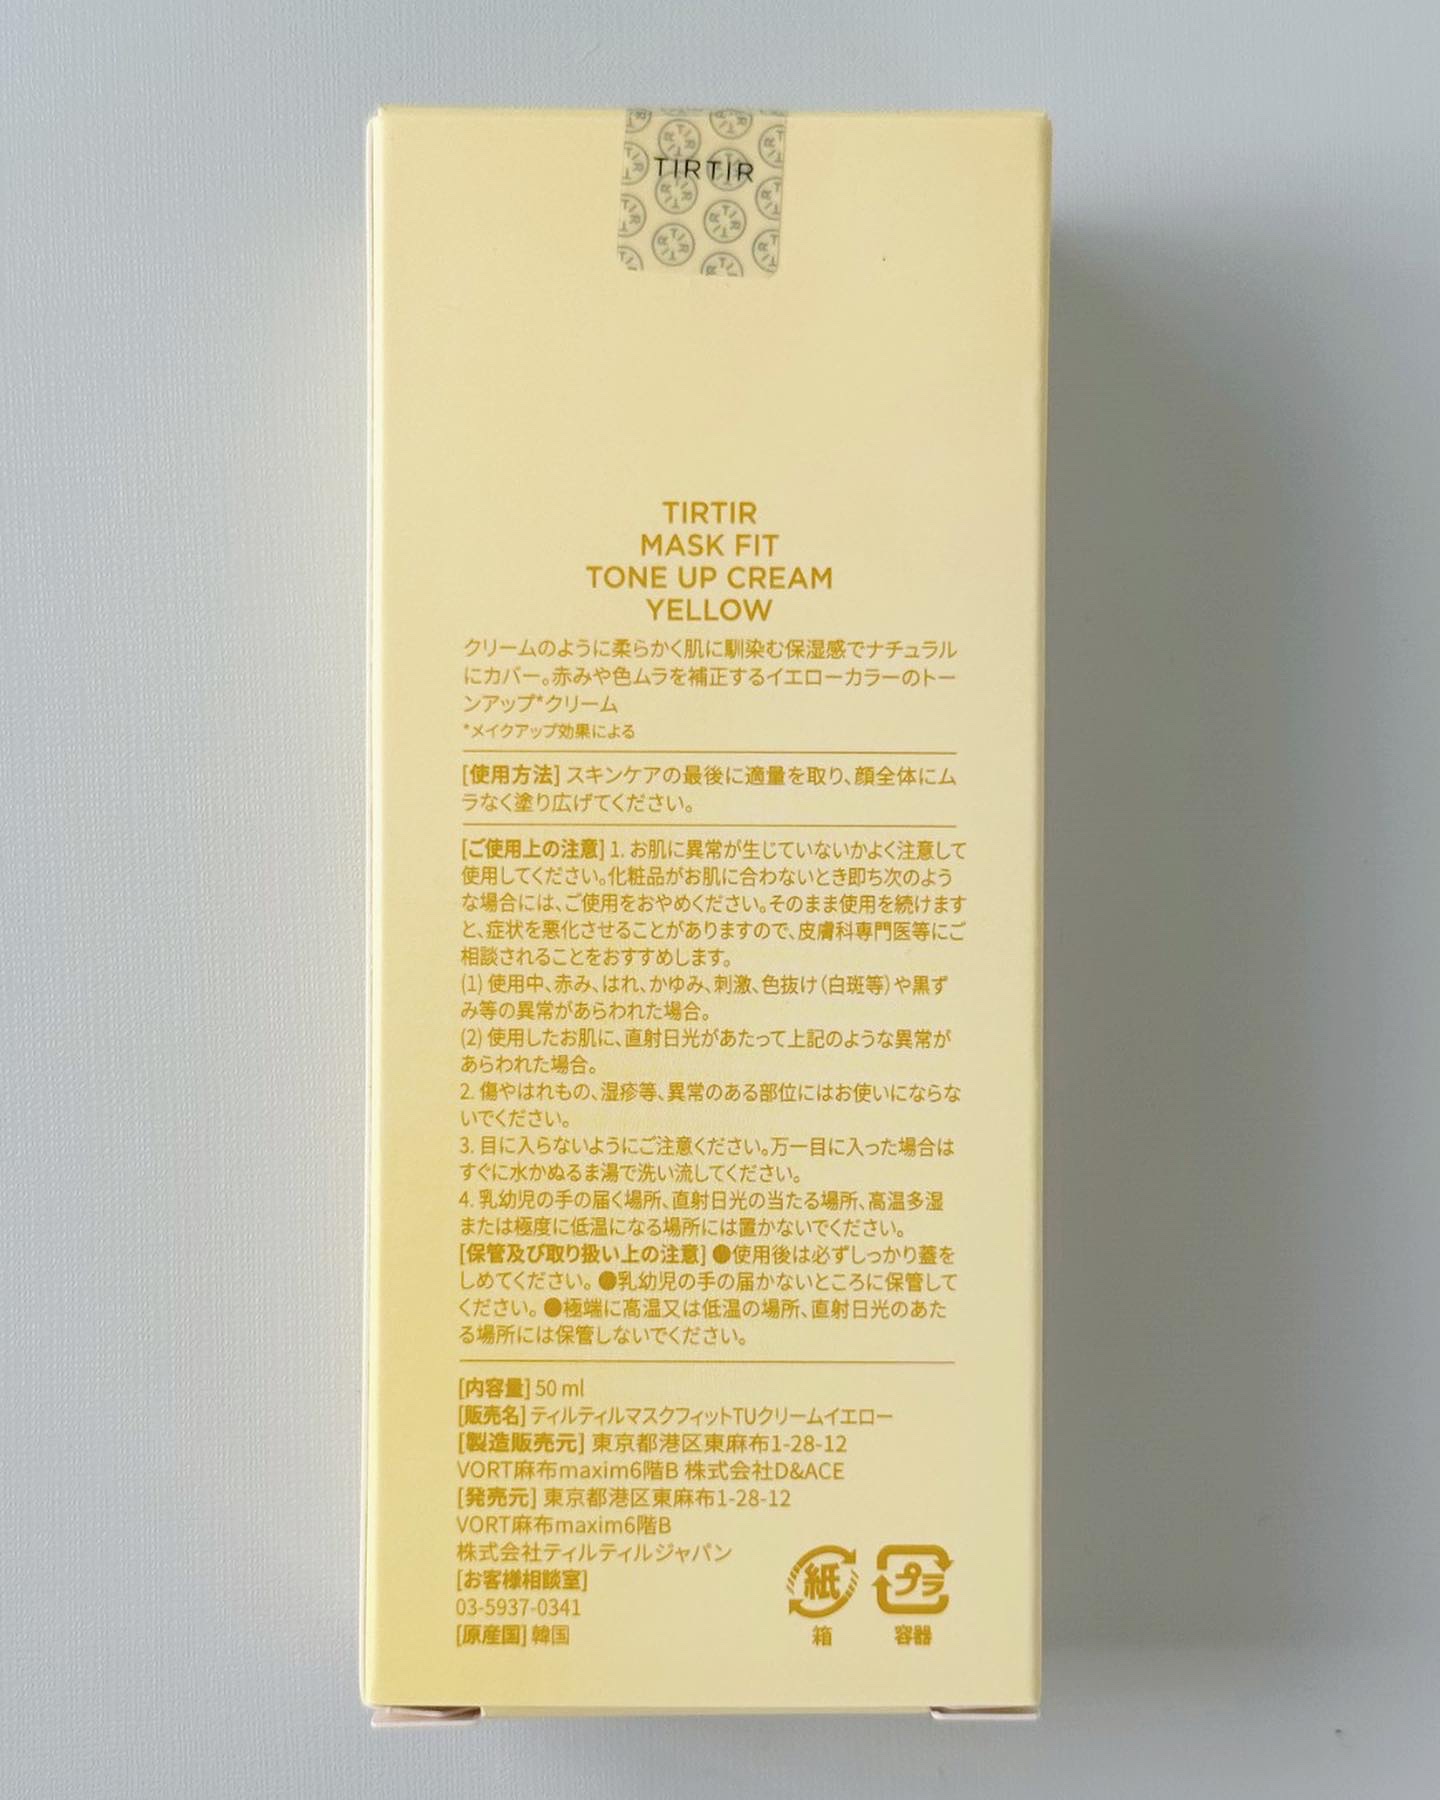 TIRTIR
TIRTIR
MASK FIT
TONE UP CREAM
YELLOW
クリームのように柔らかく肌に馴染む保湿感でナチュラル
にカバー。赤みや色ムラを補正するイエローカラーのトー
ンアップ*クリーム
*メイクアップ効果による
[使用方法] スキンケアの最後に適量を取り、顔全体にム
ラなく塗り広げてください。
[ご使用上の注意] 1. お肌に異常が生じていないかよく注意して
使用してください。化粧品がお肌に合わないとき即ち次のよう
な場合には、ご使用をおやめください。そのまま使用を続けます
と、症状を悪化させることがありますので、皮膚科専門医等にご
相談されることをおすすめします。
(1) 使用中、赤み、はれ、かゆみ、刺激、色抜け（白斑等）や黒ず
み等の異常があらわれた場合。
(2) 使用したお肌に、直射日光があたって上記のような異常が
あらわれた場合。
2. 傷やはれもの、湿疹等、異常のある部位にはお使いにならな
いでください。
3. 目に入らないようにご注意ください。万一目に入った場合は
すぐに水かぬるま湯で洗い流してください。
4. 乳幼児の手の届く場所、直射日光の当たる場所、高温多湿
または極度に低温になる場所には置かないでください。
[保管及び取り扱い上の注意] ●使用後は必ずしっかり蓋を
しめてください。●乳幼児の手の届かないところに保管して
ください。●極端に高温又は低温の場所、直射日光のあた
る場所には保管しないでください。
[内容量] 50 ml
[販売名] ティルティルマスクフィットTUクリームイエロー
[製造販売元] 東京都港区東麻布1-28-12
VORT麻布maxim6階B 株式会社D&ACE
[発売元] 東京都港区東麻布1-28-12
VORT麻布maxim6階B
株式会社ティルティルジャパン
[お客様相談室]
03-5937-0341
[原産国] 韓国
紙 プラ
箱 容器